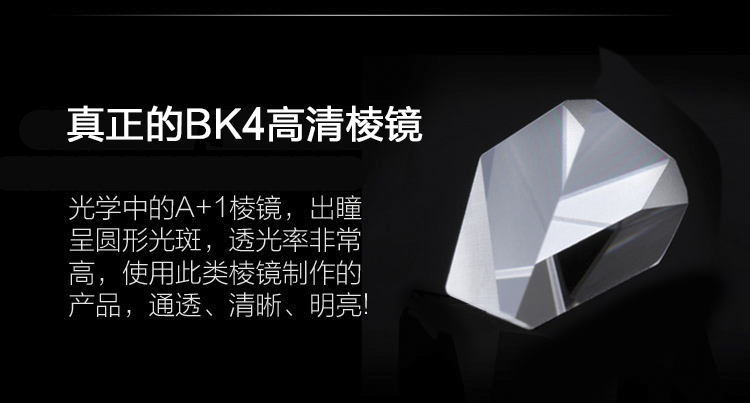 真正的BK4高清棱镜
光学中的A+1棱镜，出瞳
呈圆形光斑，透光率非常
高，使用此类棱镜制作的
产品，通透、清晰、明亮!